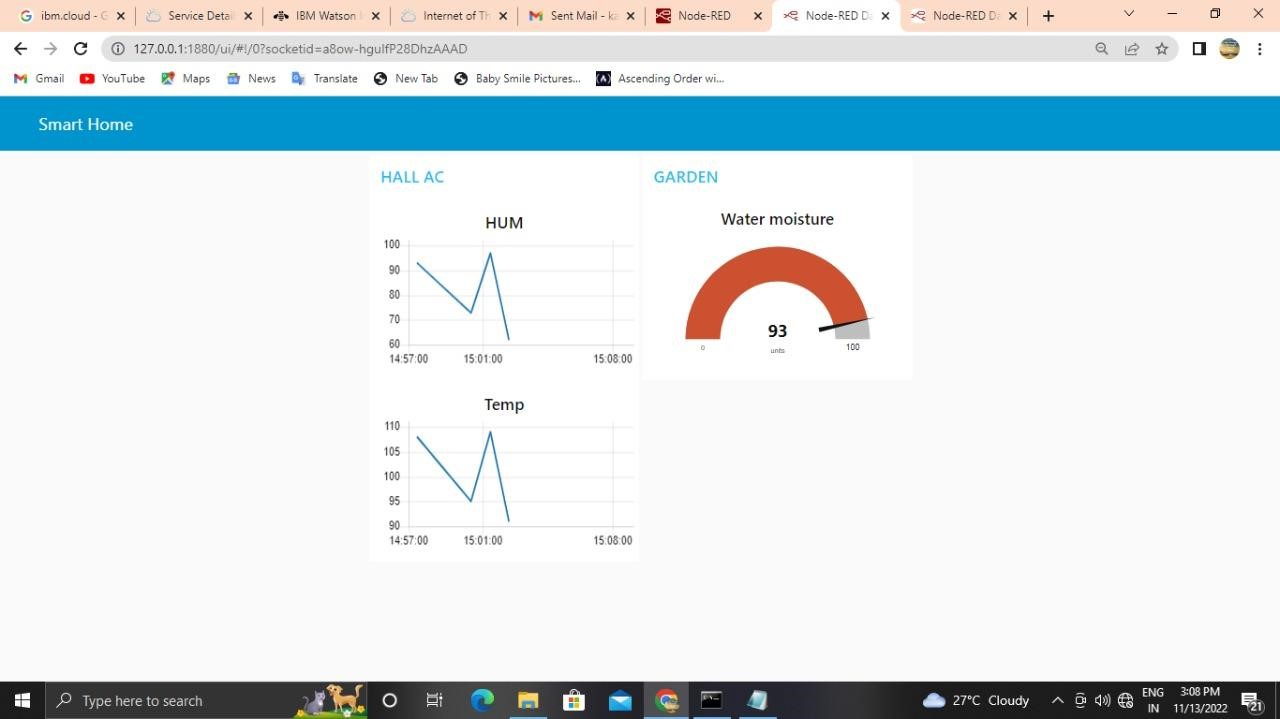 ibm.cloud - G
Service Detai
IBM Watson I
Internet of Th
Sent Mail - ka
Node-RED
Node-RED Da
Node-RED Da
127.0.0.1:1880/ui/#!/0?socketid=a8ow-hgulfP28DhzAAAD
Gmail
YouTube
Maps
News
Translate
New Tab
Baby Smile Pictures...
Ascending Order wi...
Smart Home
HALL AC
HUM
100
90
80
70
60
14:57:00 15:01:00 15:08:00
Temp
110
105
100
95
90
14:57:00 15:01:00 15:08:00
GARDEN
Water moisture
93
units
0 100
Type here to search
27°C Cloudy
ENG
IN
3:08 PM
11/13/2022
21